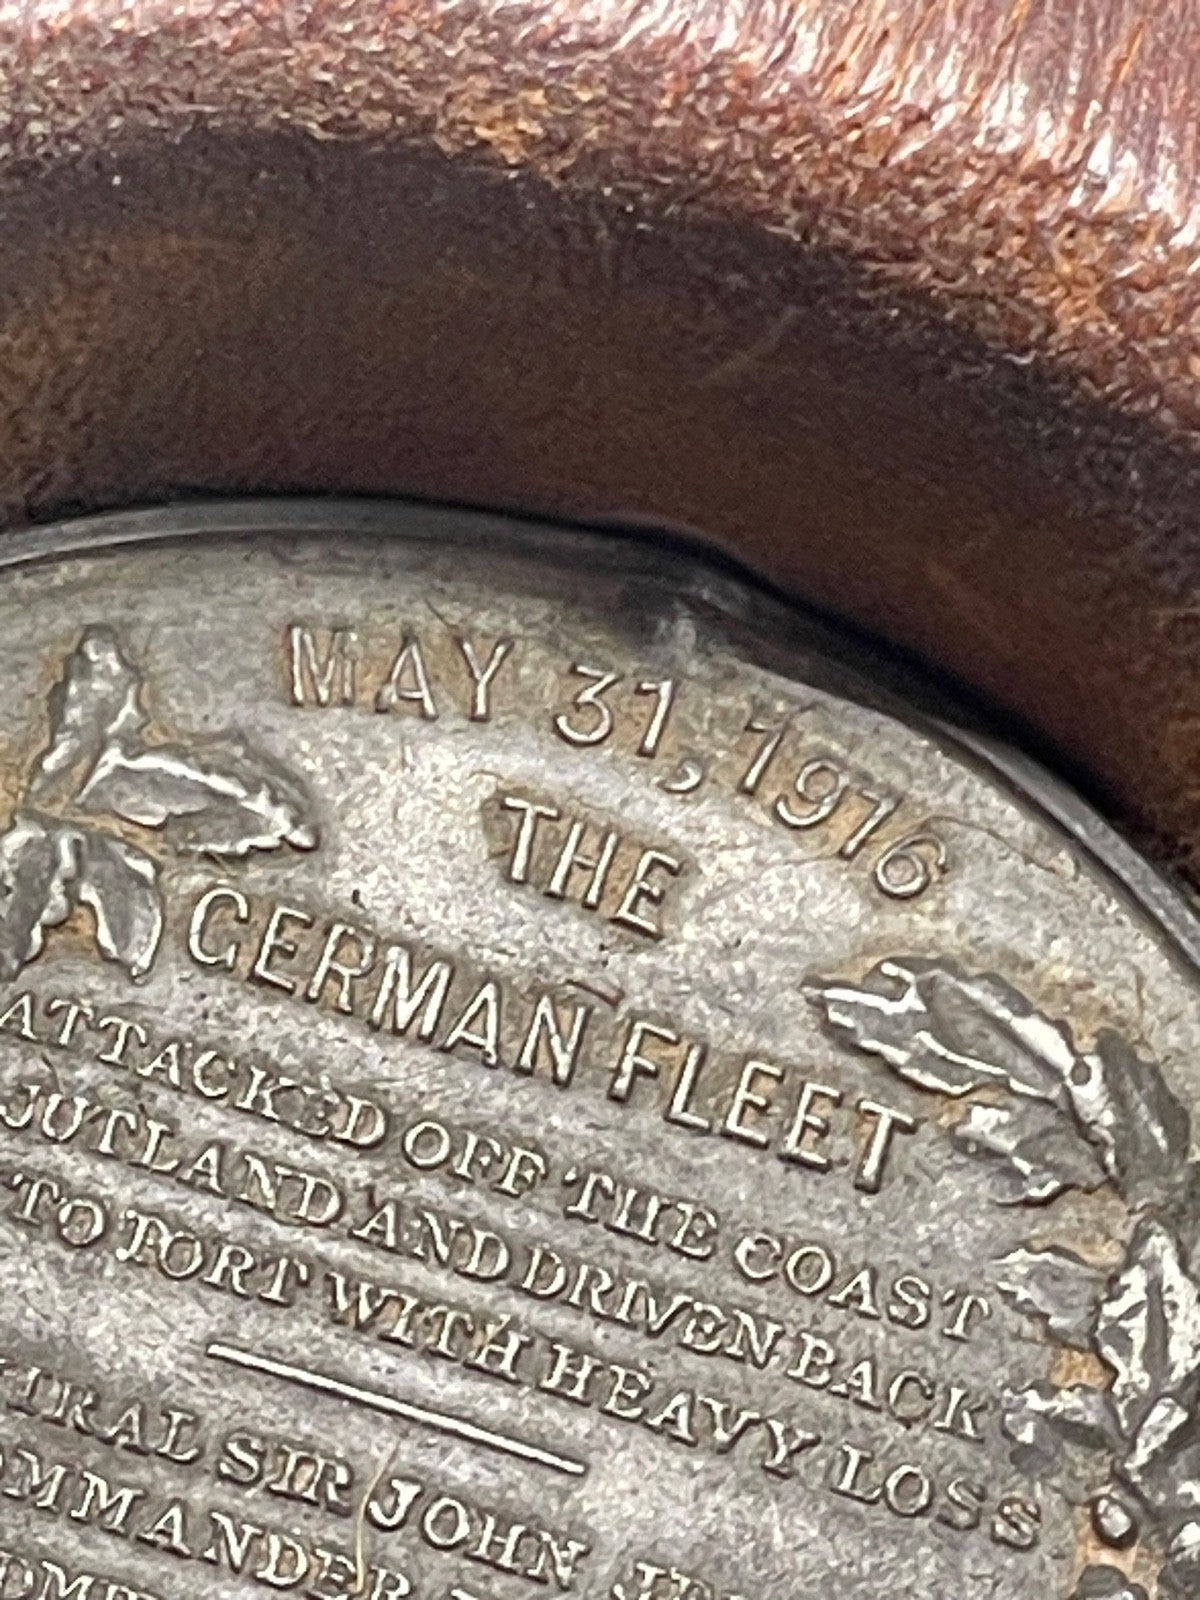 MAY 31, 1916
THE
GERMAN FLEET
ATTACKED OFF THE COAST
JUTLAND AND DRIVEN BACK
TO PORT WITH HEAVY LOSS
SIR JOHN